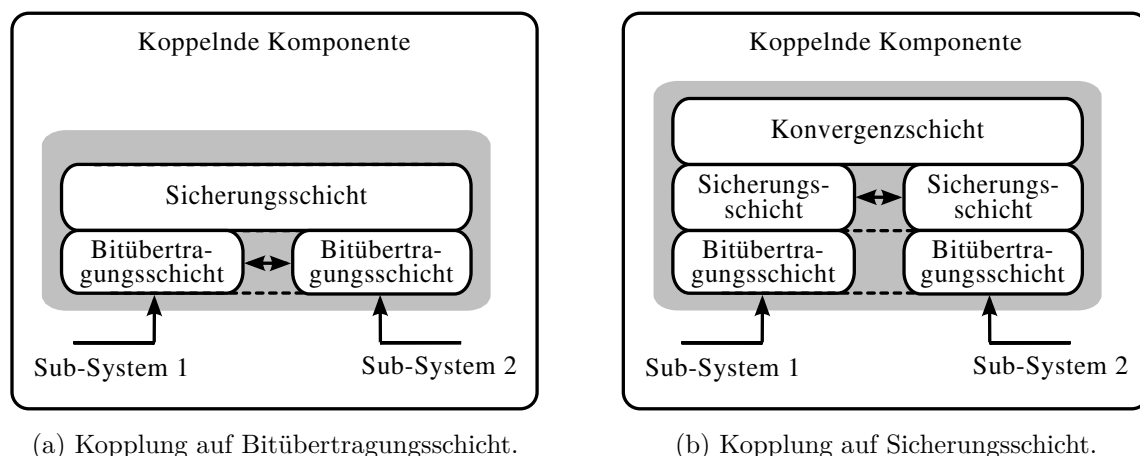 Koppelnde Komponente
Sicherungsschicht
Bitübertra-
gungsschicht
Bitübertra-
gungsschicht
Sub-System 1
Sub-System 2
(a) Kopplung auf Bitübertragungsschicht.
Koppelnde Komponente
Konvergenzschicht
Sicherungs-
schicht
Sicherungs-
schicht
Bitübertra-
gungsschicht
Bitübertra-
gungsschicht
Sub-System 1
Sub-System 2
(b) Kopplung auf Sicherungsschicht.